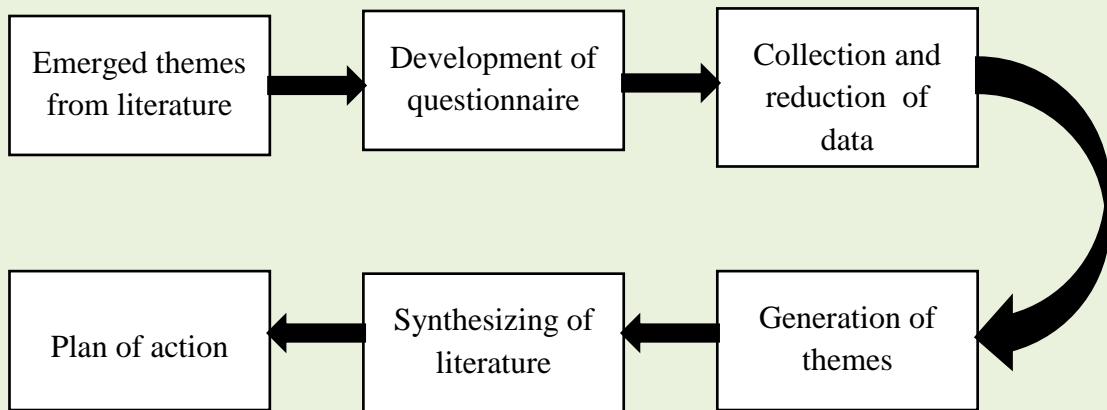 Emerged themes
from literature
Development of
questionnaire
Collection and
reduction of
data
Generation of
themes
Synthesizing of
literature
Plan of action